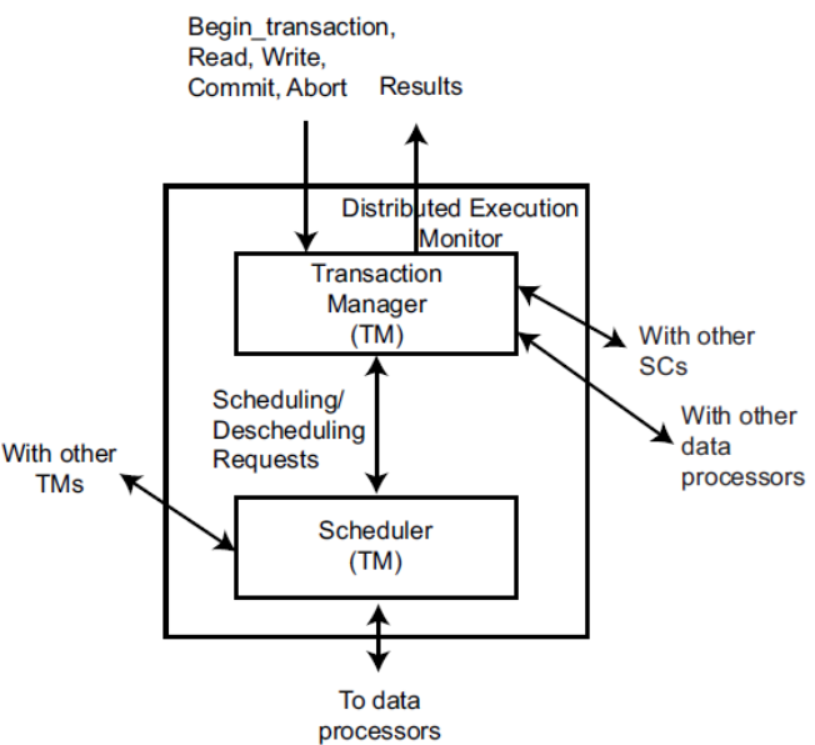 Begin_transaction,
Read, Write,
Commit, Abort
Results
Distributed Execution
Monitor
Transaction
Manager
(TM)
With other
SCs
Scheduling/
Descheduling
Requests
With other
data
processors
With other
TMs
Scheduler
(TM)
To data
processors